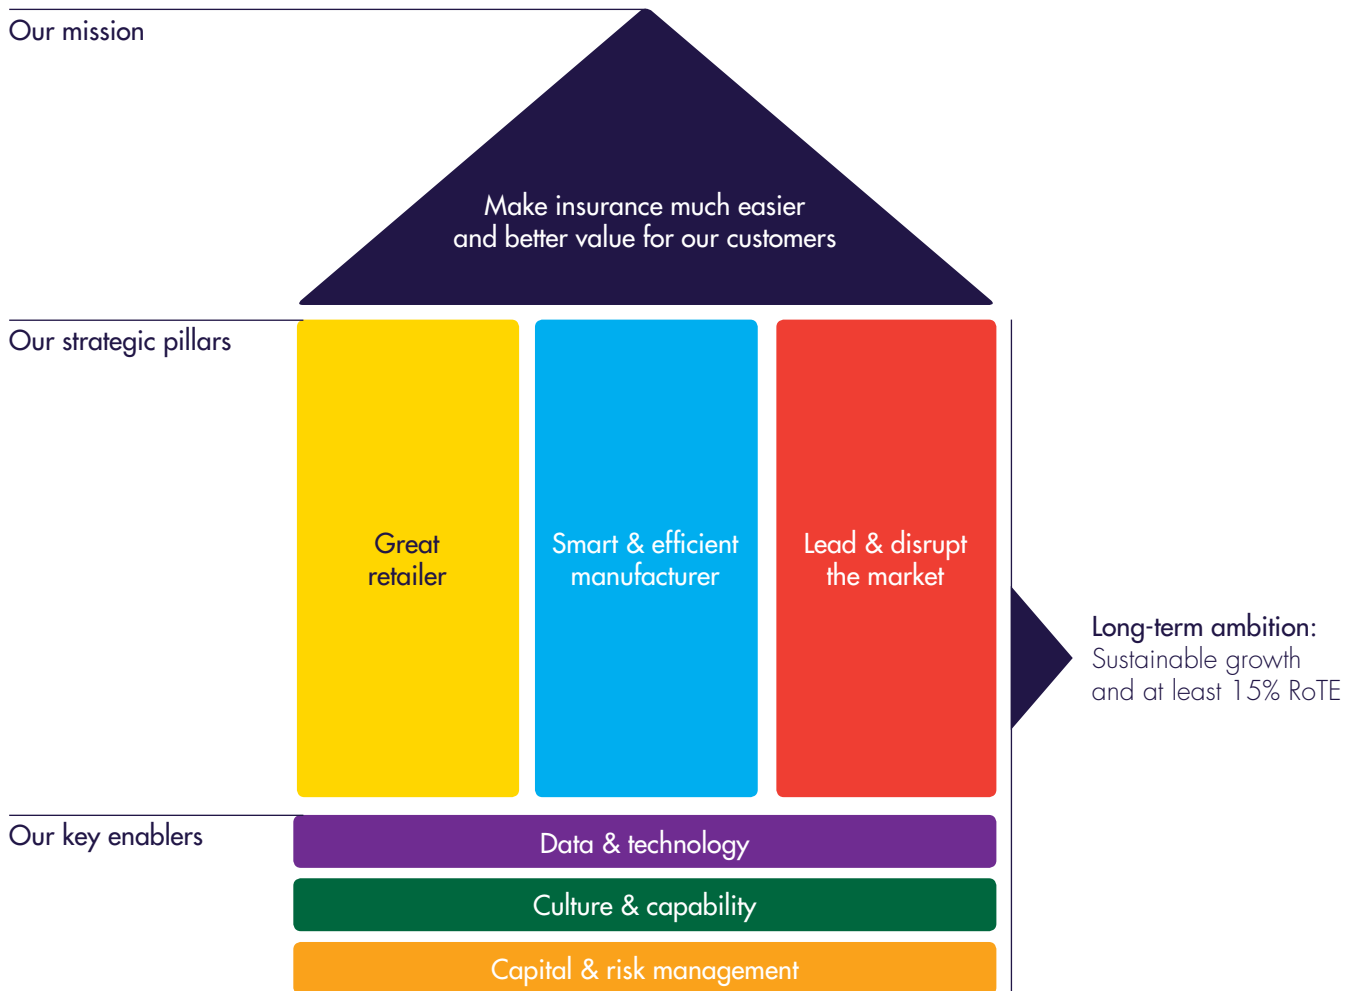 Our mission
Make insurance much easier
and better value for our customers
Our strategic pillars
Great
retailer
Smart & efficient
manufacturer
Lead & disrupt
the market
Long-term ambition:
Sustainable growth
and at least 15% RoTE
Our key enablers
Data & technology
Culture & capability
Capital & risk management